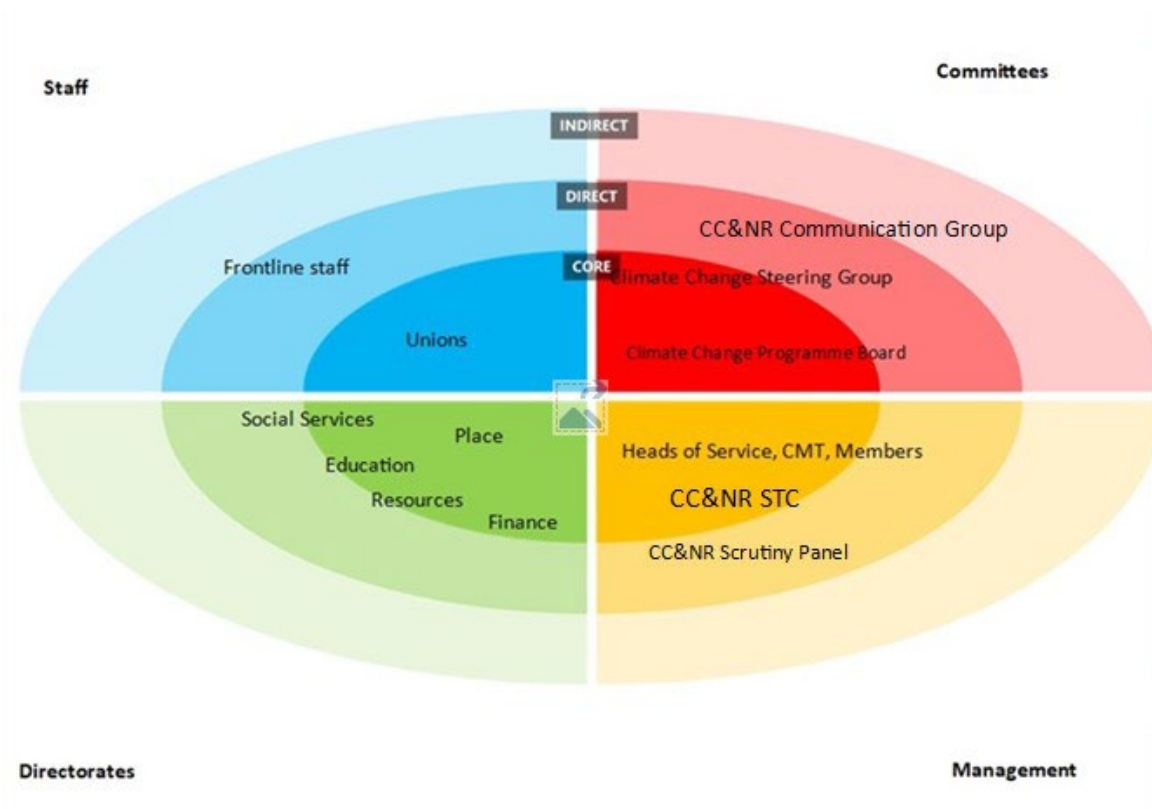 Staff
Committees
INDIRECT
DIRECT
CC&NR Communication Group
Frontline staff
CORE
Climate Change Steering Group
Unions
Climate Change Programme Board
Social Services
Place
Education
Resources
Finance
Heads of Service, CMT, Members
CC&NR STC
CC&NR Scrutiny Panel
Directorates
Management